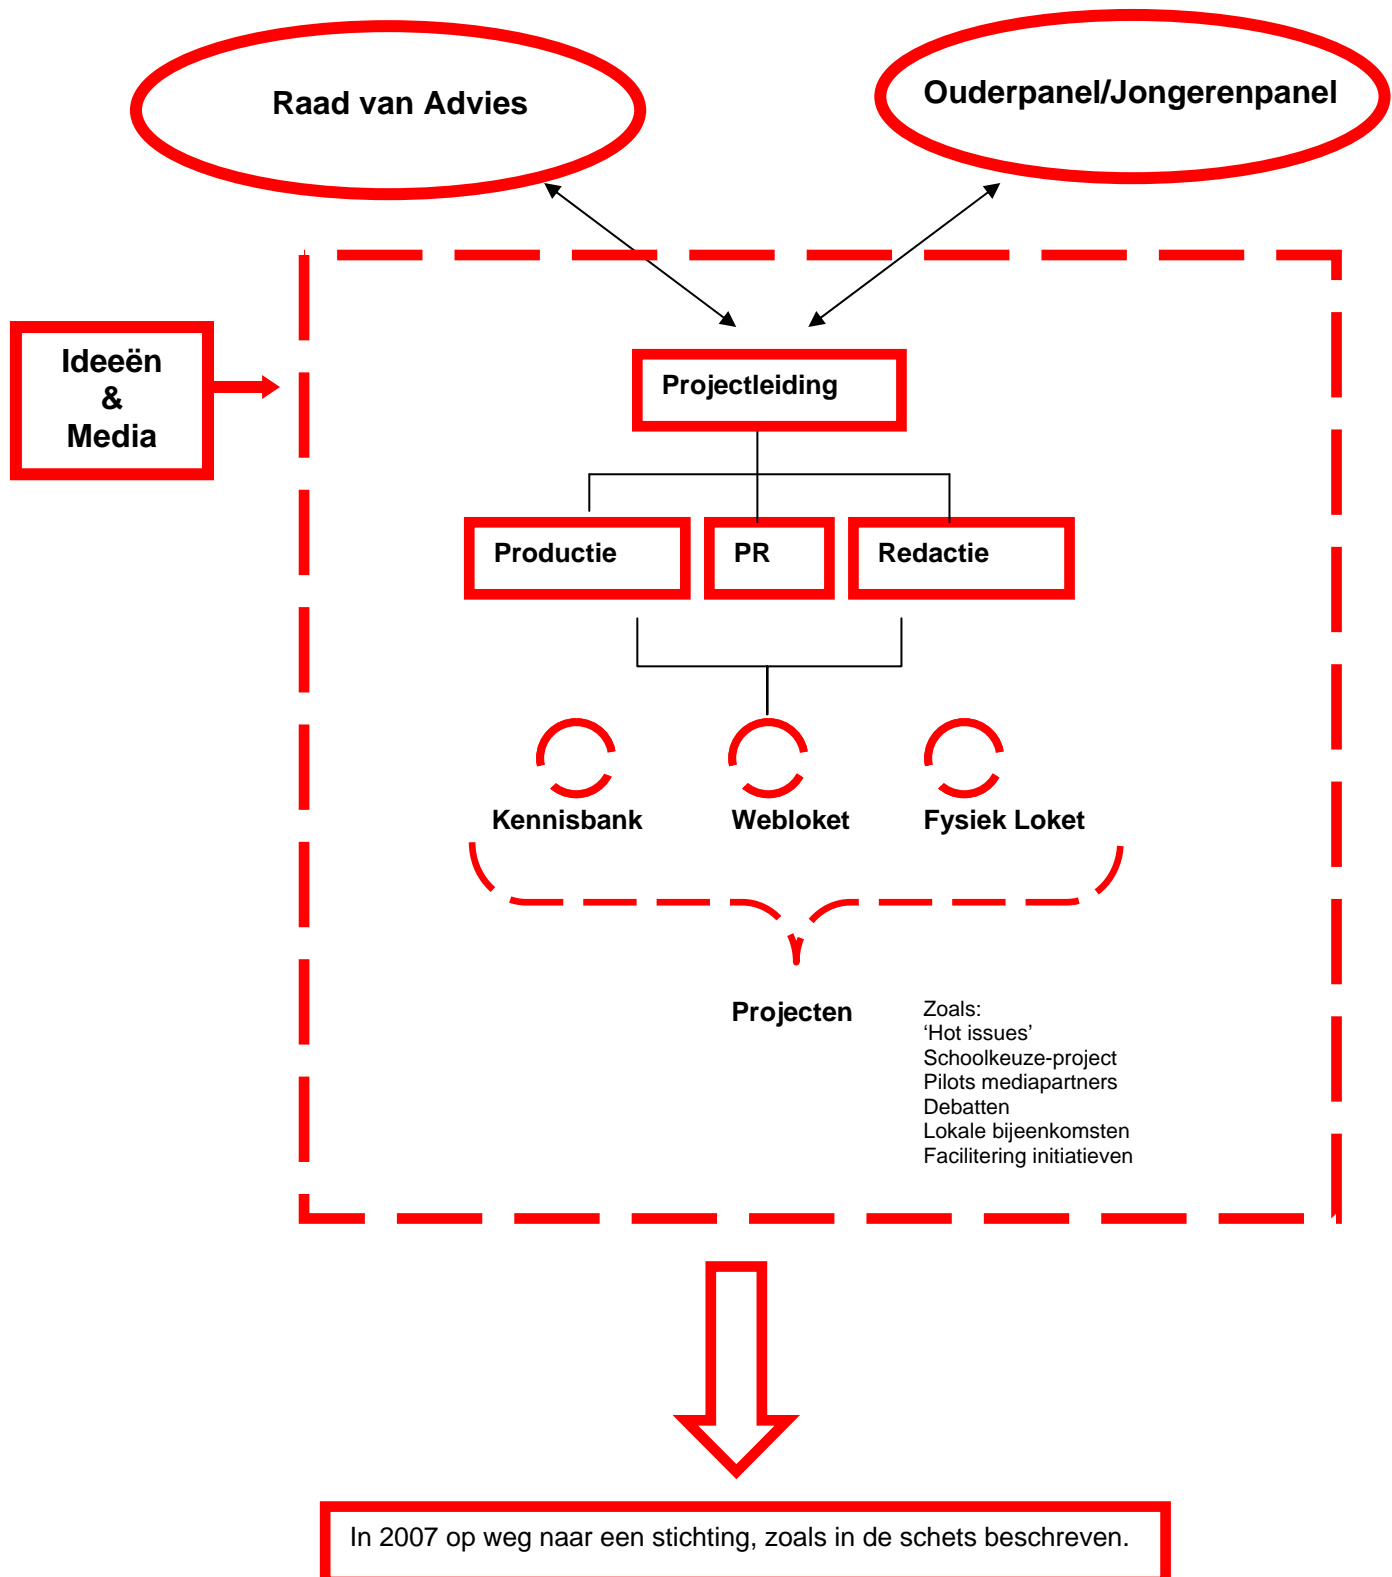 Raad van Advies
Ouderpanel/Jongerenpanel
Ideeën
&
Media
Projectleiding
Productie
PR
Redactie
Kennisbank
Webloket
Fysiek Loket
Projecten
Zoals:
‘Hot issues’
Schoolkeuze-project
Pilots mediapartners
Debatten
Lokale bijeenkomsten
Facilitering initiatieven
In 2007 op weg naar een stichting, zoals in de schets beschreven.